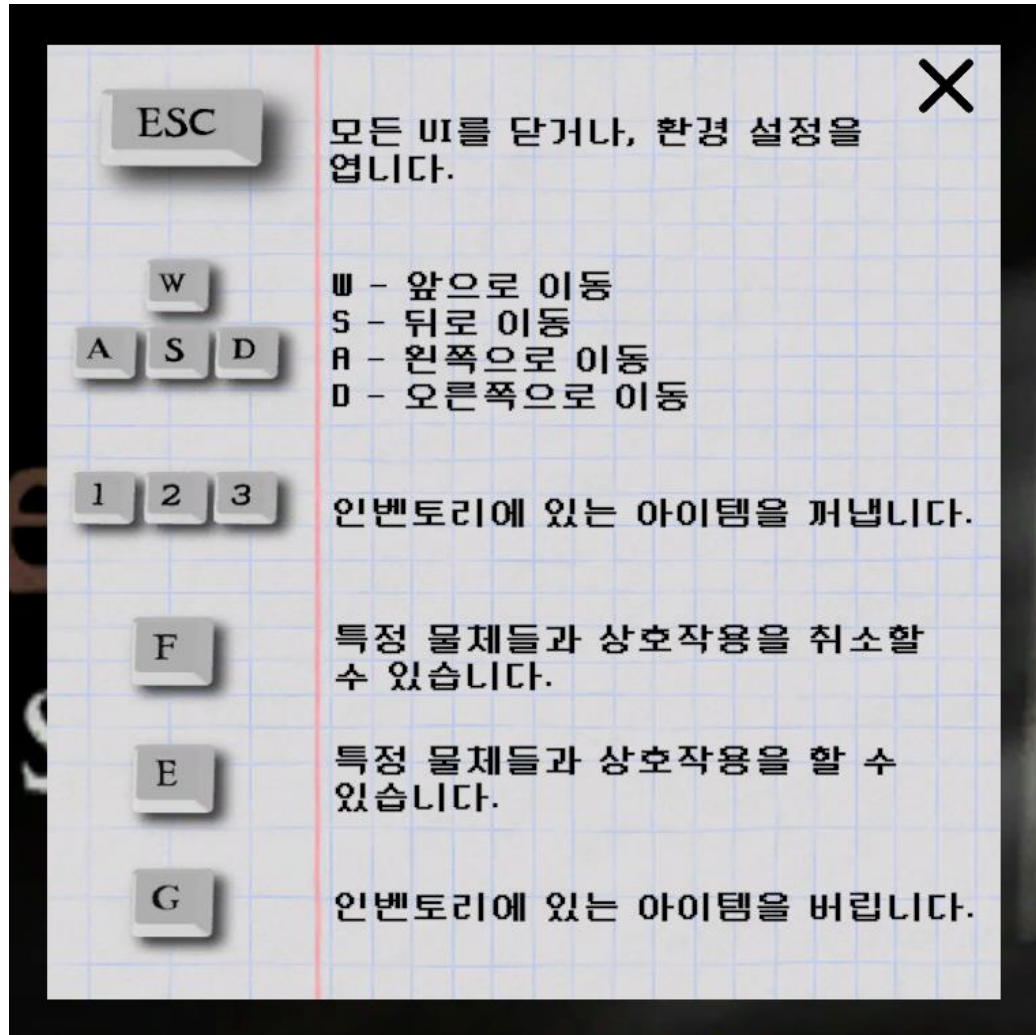 ESC
모든 UI를 닫거나, 환경 설정을
엽니다.
W
A S D
W - 앞으로 이동
S - 뒤로 이동
A - 왼쪽으로 이동
D - 오른쪽으로 이동
1 2 3
인벤토리에 있는 아이템을 꺼냅니다.
F
특정 물체들과 상호작용을 취소할
수 있습니다.
E
특정 물체들과 상호작용을 할 수
있습니다.
G
인벤토리에 있는 아이템을 버립니다.